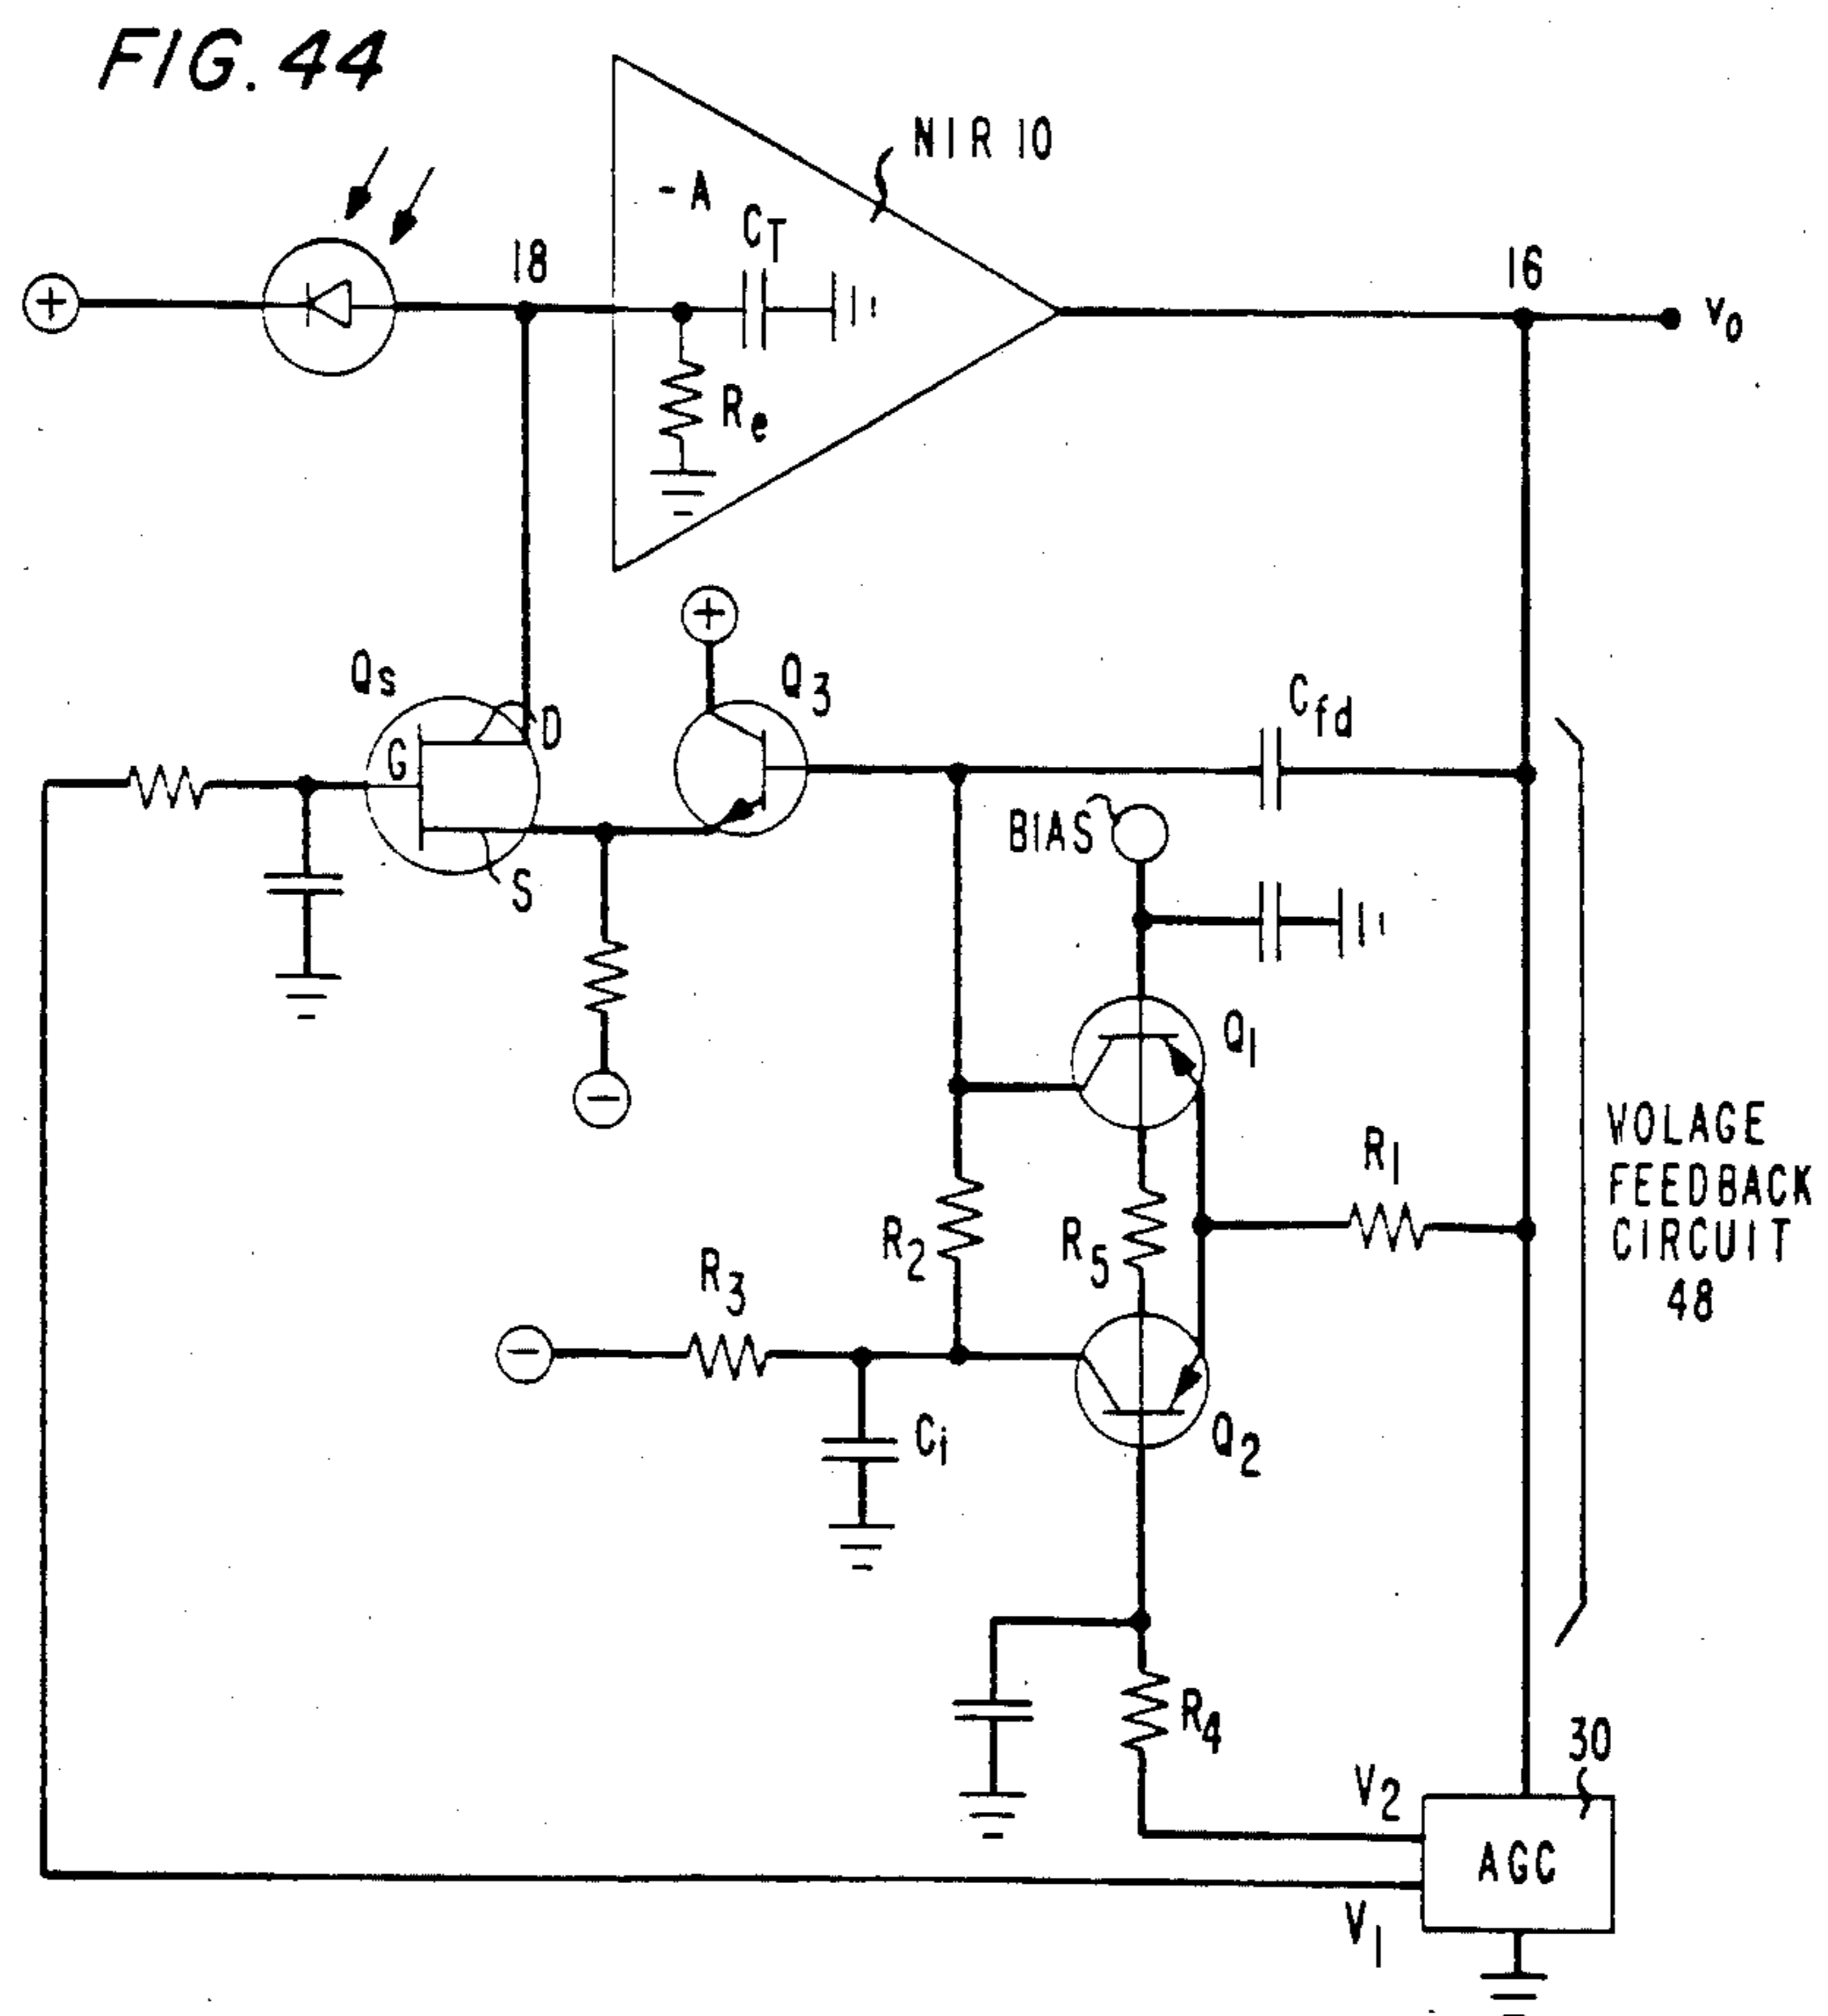 FIG. 44
NIR 10
-A
CT
18
16
vo
+
Re
+
Qs
Q3
D
G
S
Cfd
BIAS
Q1
−
VOLAGE
FEEDBACK
CIRCUIT
48
R1
R2
R5
R3
−
Ci
Q2
R4
30
V2
AGC
V1